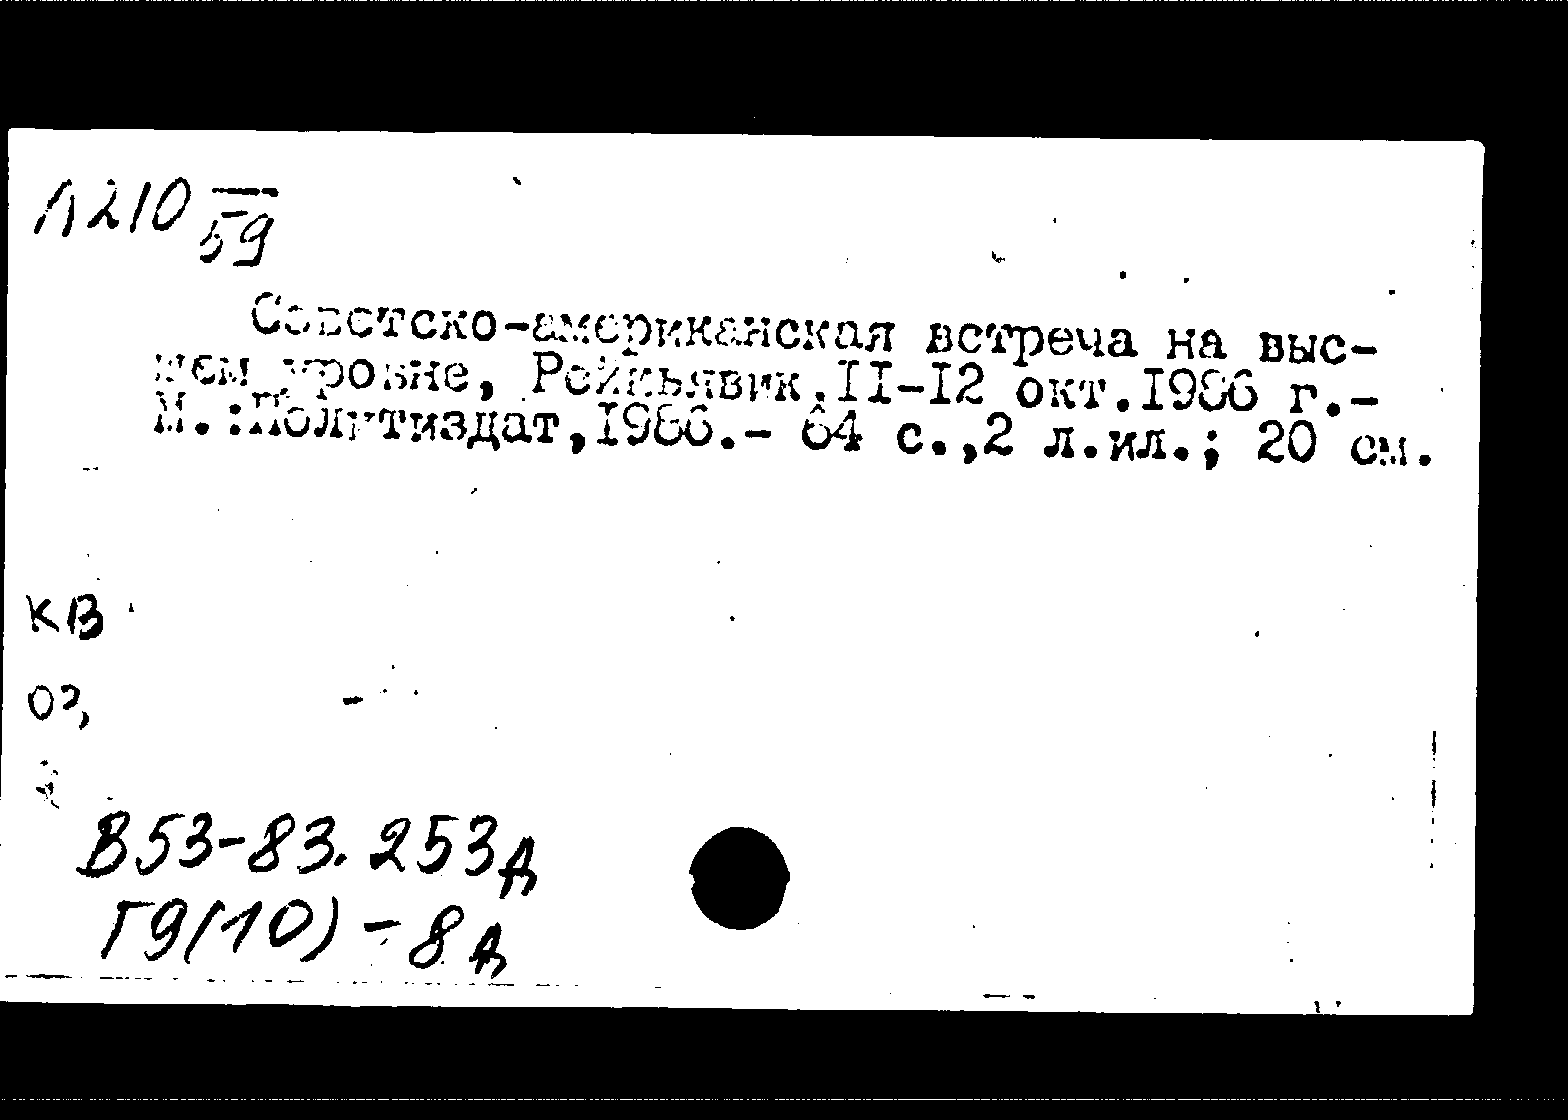 Л210 59
Советско-американская встреча на выс-
шем уровне, Рейкьявик.II-I2 окт.I986 г.-
М.:Политиздат,I986.- 64 с.,2 л.ил.; 20 см.
КВ
В53-83.253д
Г9(10)-8д